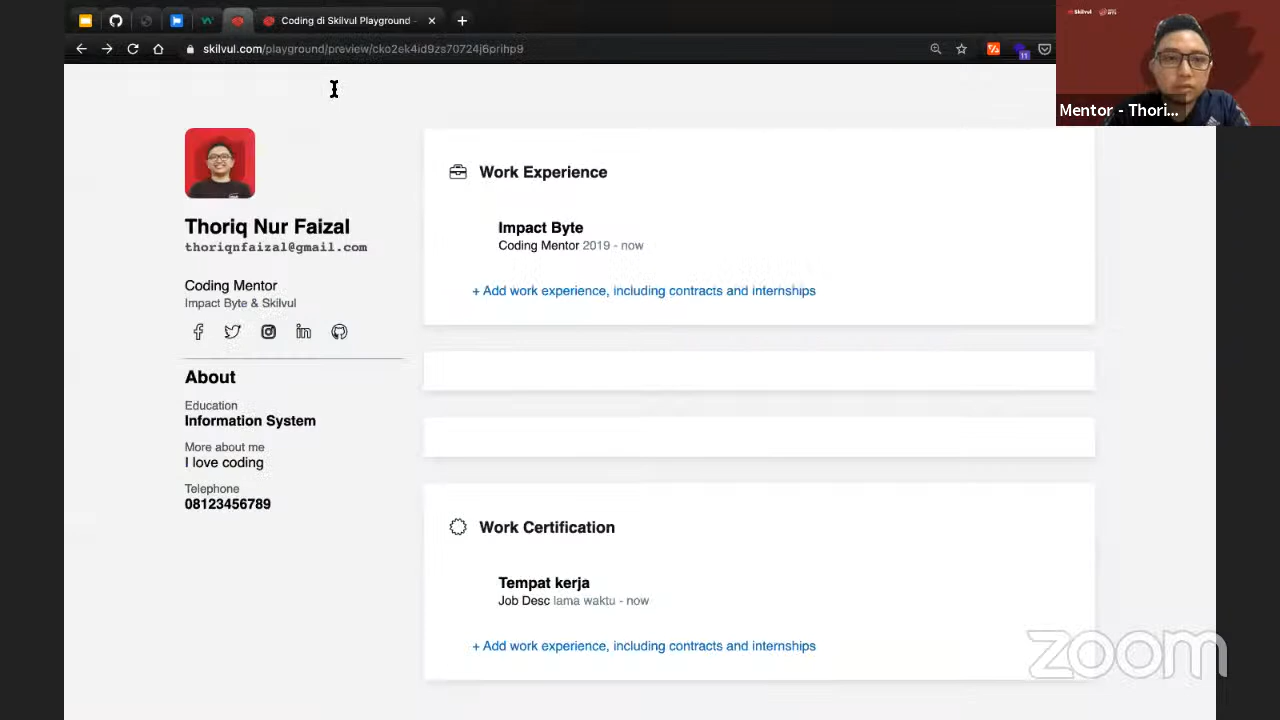 Coding di Skilvul Playground -
skilvul.com/playground/preview/cko2ek4id9zs70724j6prihp9
11
Skilvul
Mentor - Thori...
Thoriq Nur Faizal
thoriqnfaizal@gmail.com
Coding Mentor
Impact Byte & Skilvul
About
Education
Information System
More about me
I love coding
Telephone
08123456789
Work Experience
Impact Byte
Coding Mentor 2019 - now
+ Add work experience, including contracts and internships
Work Certification
Tempat kerja
Job Desc lama waktu - now
+ Add work experience, including contracts and internships
zoom